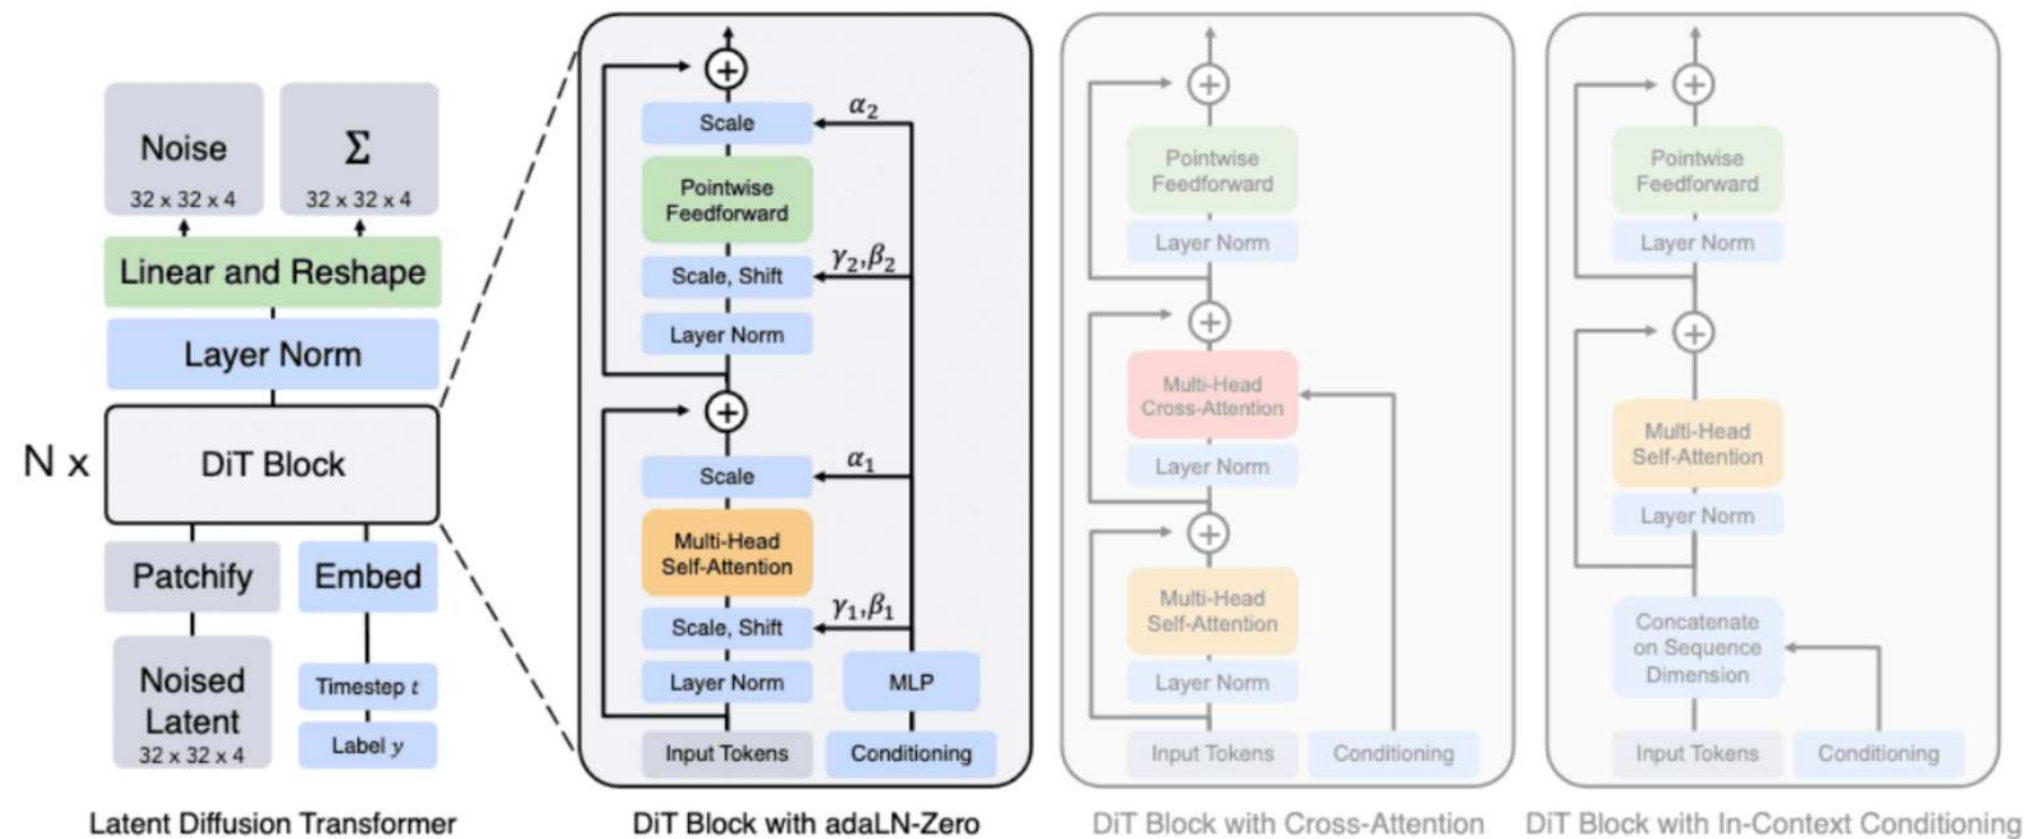 Noise
32 x 32 x 4
Σ
32 x 32 x 4
Linear and Reshape
Layer Norm
N x
DiT Block
Patchify
Embed
Noised
Latent
32 x 32 x 4
Timestep t
Label y
Latent Diffusion Transformer
α₂
Scale
Pointwise
Feedforward
γ₂,β₂
Scale, Shift
Layer Norm
α₁
Scale
Multi-Head
Self-Attention
γ₁,β₁
Scale, Shift
Layer Norm
MLP
Input Tokens
Conditioning
DiT Block with adaLN-Zero
Pointwise
Feedforward
Layer Norm
Multi-Head
Cross-Attention
Layer Norm
Multi-Head
Self-Attention
Layer Norm
Input Tokens
Conditioning
DiT Block with Cross-Attention
Pointwise
Feedforward
Layer Norm
Multi-Head
Self-Attention
Layer Norm
Concatenate
on Sequence
Dimension
Input Tokens
Conditioning
DiT Block with In-Context Conditioning